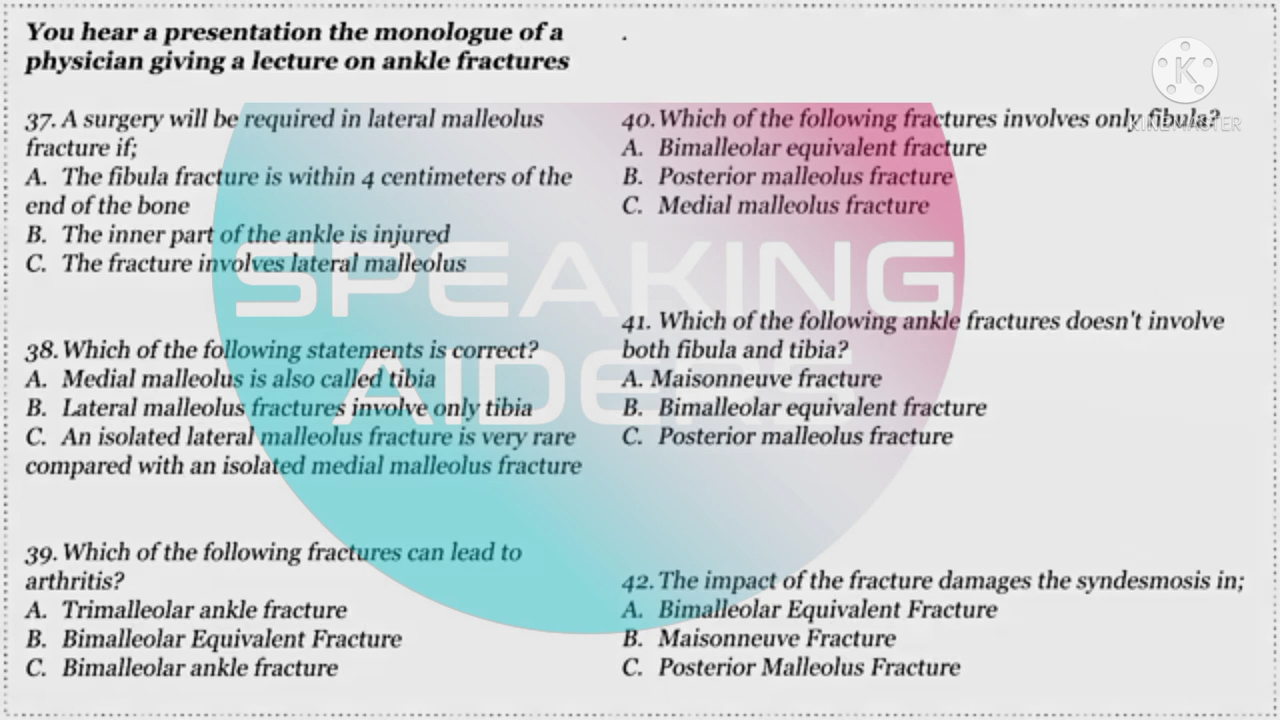 You hear a presentation the monologue of a
physician giving a lecture on ankle fractures
37. A surgery will be required in lateral malleolus
fracture if;
A. The fibula fracture is within 4 centimeters of the
end of the bone
B. The inner part of the ankle is injured
C. The fracture involves lateral malleolus
38. Which of the following statements is correct?
A. Medial malleolus is also called tibia
B. Lateral malleolus fractures involve only tibia
C. An isolated lateral malleolus fracture is very rare
compared with an isolated medial malleolus fracture
39. Which of the following fractures can lead to
arthritis?
A. Trimalleolar ankle fracture
B. Bimalleolar Equivalent Fracture
C. Bimalleolar ankle fracture
.
40. Which of the following fractures involves only fibula?
A. Bimalleolar equivalent fracture
B. Posterior malleolus fracture
C. Medial malleolus fracture
41. Which of the following ankle fractures doesn't involve
both fibula and tibia?
A. Maisonneuve fracture
B. Bimalleolar equivalent fracture
C. Posterior malleolus fracture
42. The impact of the fracture damages the syndesmosis in;
A. Bimalleolar Equivalent Fracture
B. Maisonneuve Fracture
C. Posterior Malleolus Fracture
SPEAKING
AIDERS
K
KINEMASTER